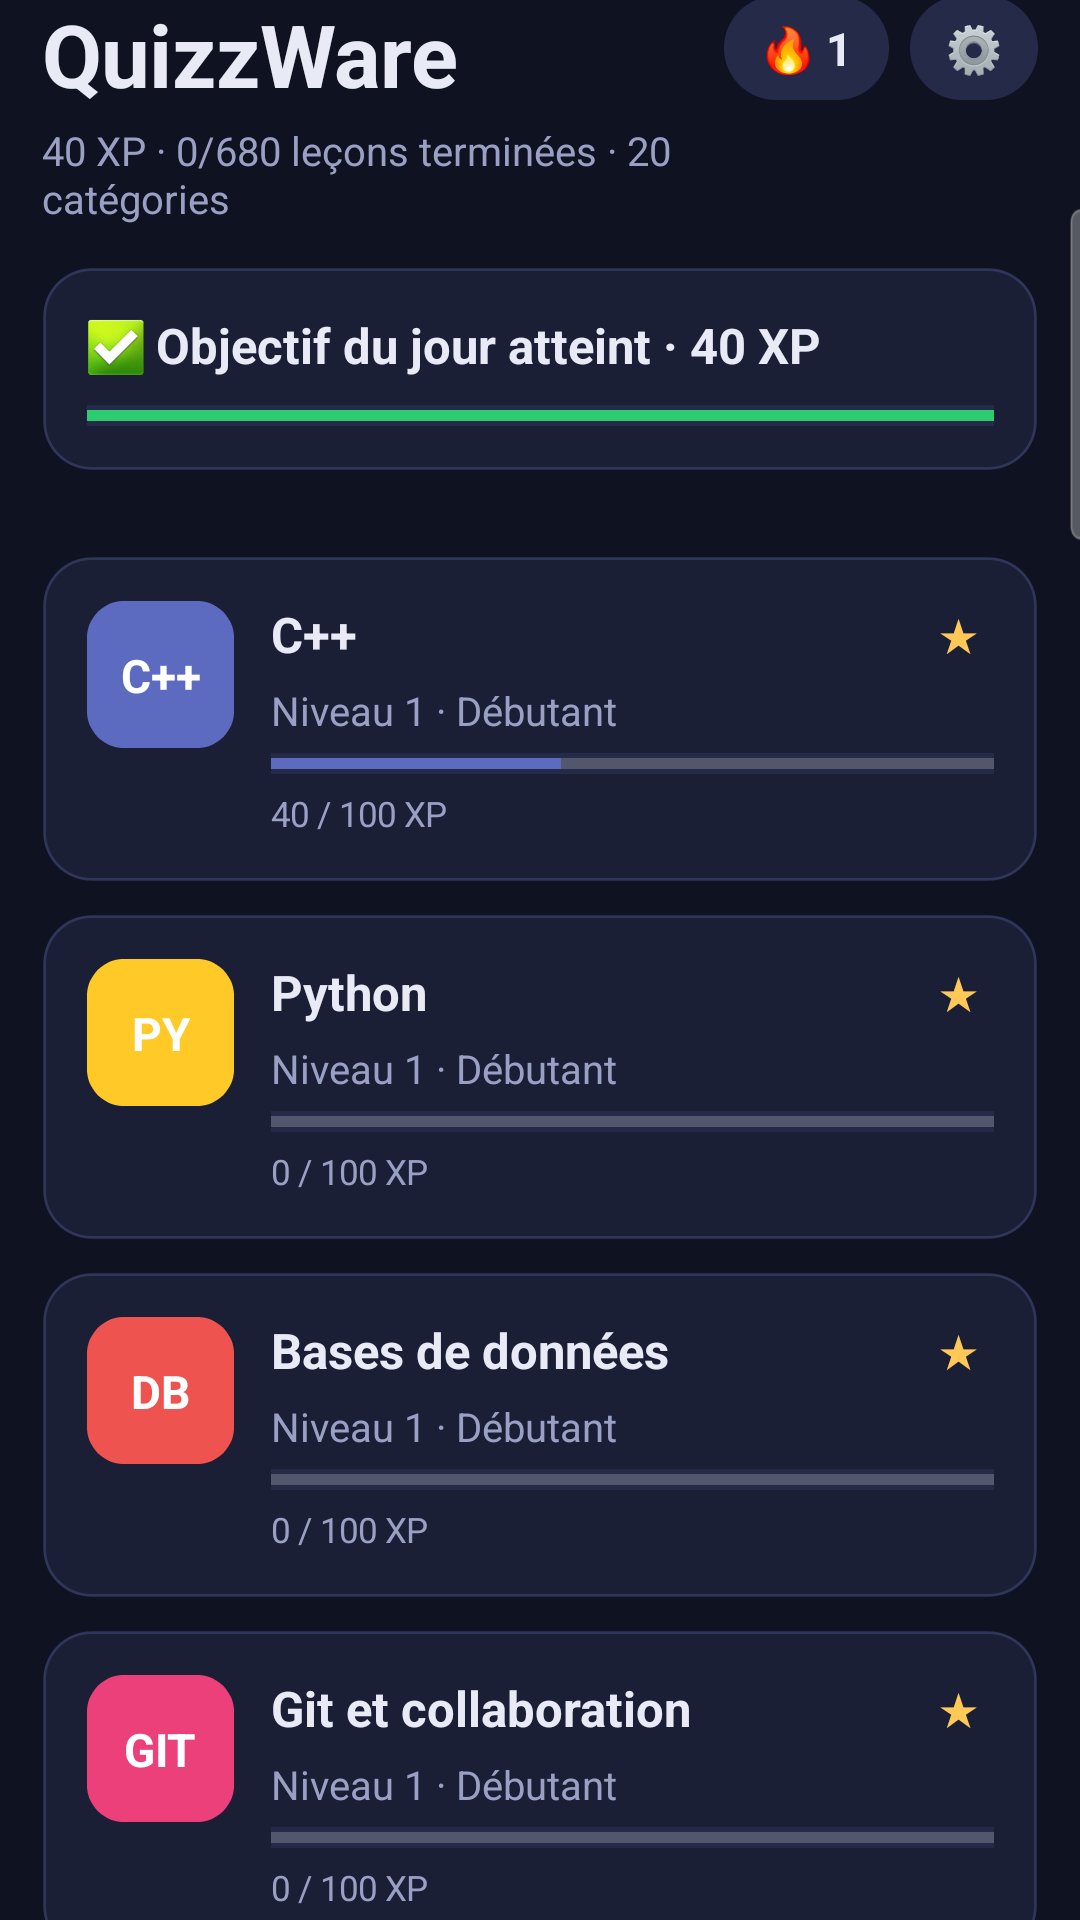 QuizzWare
🔥 1
⚙️
40 XP · 0/680 leçons terminées · 20
catégories
✅ Objectif du jour atteint · 40 XP
C++
C++
★
Niveau 1 · Débutant
40 / 100 XP
PY
Python
★
Niveau 1 · Débutant
0 / 100 XP
DB
Bases de données
★
Niveau 1 · Débutant
0 / 100 XP
GIT
Git et collaboration
★
Niveau 1 · Débutant
0 / 100 XP